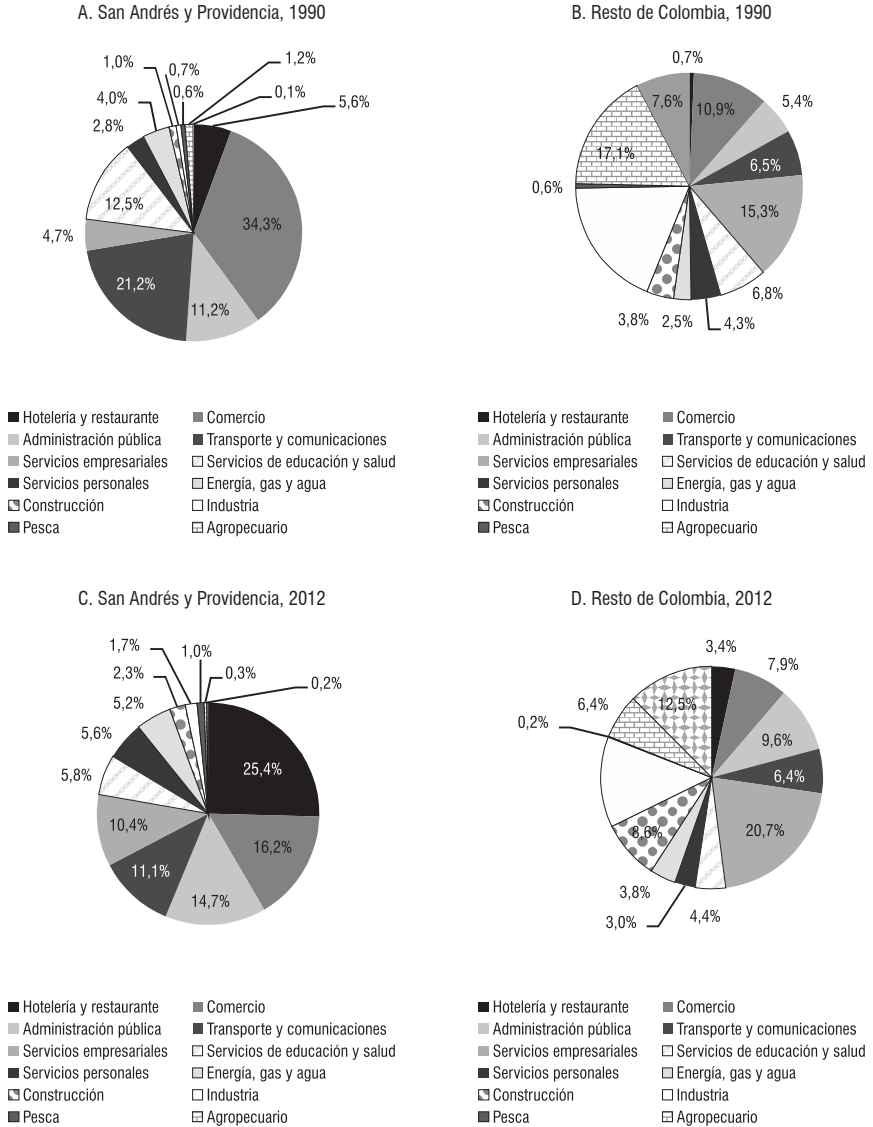 A. San Andrés y Providencia, 1990
1,0%
0,7%
1,2%
4,0%
0,6%
0,1%
5,6%
2,8%
12,5%
34,3%
4,7%
21,2%
11,2%
Hotelería y restaurante
Comercio
Administración pública
Transporte y comunicaciones
Servicios empresariales
Servicios de educación y salud
Servicios personales
Energía, gas y agua
Construcción
Industria
Pesca
Agropecuario
B. Resto de Colombia, 1990
0,7%
7,6%
10,9%
5,4%
17,1%
6,5%
0,6%
15,3%
6,8%
3,8%
2,5%
4,3%
Hotelería y restaurante
Comercio
Administración pública
Transporte y comunicaciones
Servicios empresariales
Servicios de educación y salud
Servicios personales
Energía, gas y agua
Construcción
Industria
Pesca
Agropecuario
C. San Andrés y Providencia, 2012
1,7%
1,0%
2,3%
0,3%
0,2%
5,2%
5,6%
5,8%
25,4%
10,4%
16,2%
11,1%
14,7%
Hotelería y restaurante
Comercio
Administración pública
Transporte y comunicaciones
Servicios empresariales
Servicios de educación y salud
Servicios personales
Energía, gas y agua
Construcción
Industria
Pesca
Agropecuario
D. Resto de Colombia, 2012
3,4%
7,9%
6,4%
12,5%
0,2%
9,6%
6,4%
8,6%
20,7%
3,8%
3,0%
4,4%
Hotelería y restaurante
Comercio
Administración pública
Transporte y comunicaciones
Servicios empresariales
Servicios de educación y salud
Servicios personales
Energía, gas y agua
Construcción
Industria
Pesca
Agropecuario